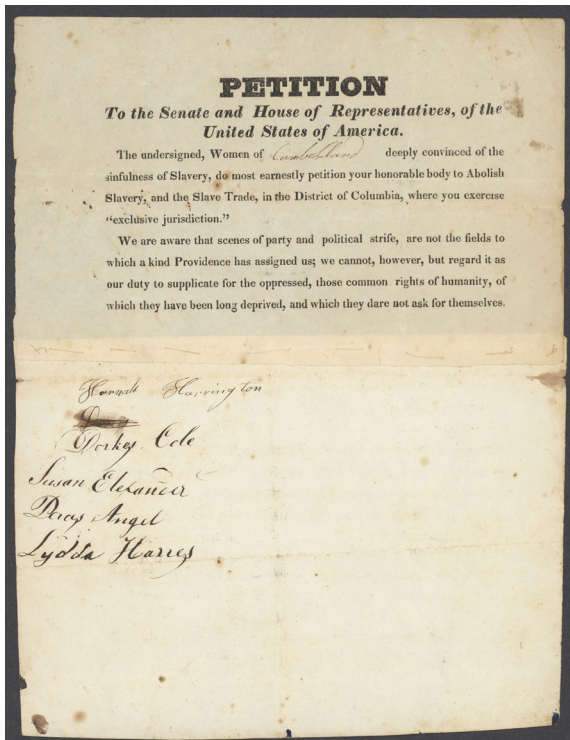 PETITION
To the Senate and House of Representatives, of the
United States of America.
The undersigned, Women of Cumberland deeply convinced of the
sinfulness of Slavery, do most earnestly petition your honorable body to Abolish
Slavery, and the Slave Trade, in the District of Columbia, where you exercise
"exclusive jurisdiction."
We are aware that scenes of party and political strife, are not the fields to
which a kind Providence has assigned us; we cannot, however, but regard it as
our duty to supplicate for the oppressed, those common rights of humanity, of
which they have been long deprived, and which they dare not ask for themselves.
Harrington
Dorkey Cole
Susan Elexander
Angel
Lydda Harres